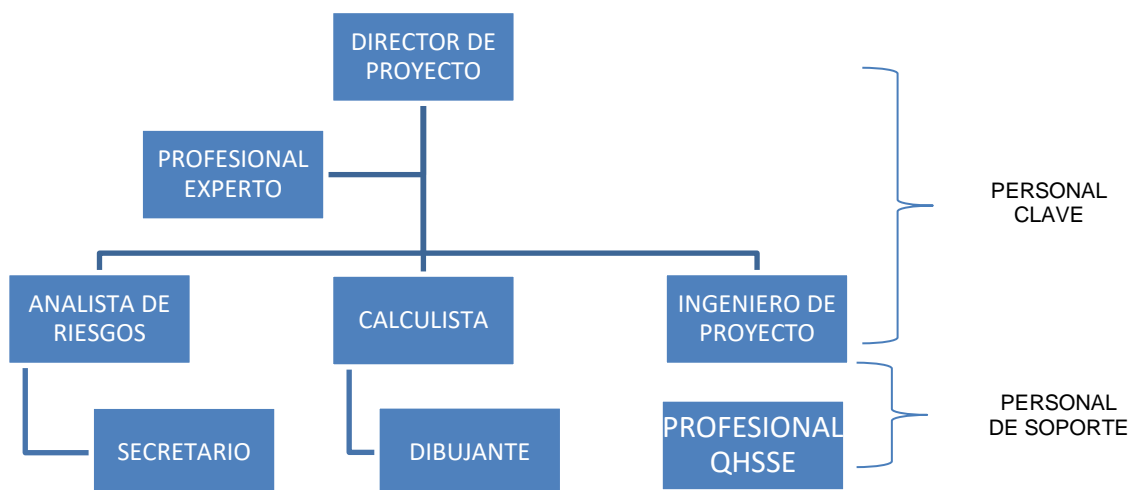 DIRECTOR DE
PROYECTO
PROFESIONAL
EXPERTO
PERSONAL
CLAVE
ANALISTA DE
RIESGOS
CALCULISTA
INGENIERO DE
PROYECTO
SECRETARIO
DIBUJANTE
PROFESIONAL
QHSSE
PERSONAL
DE SOPORTE